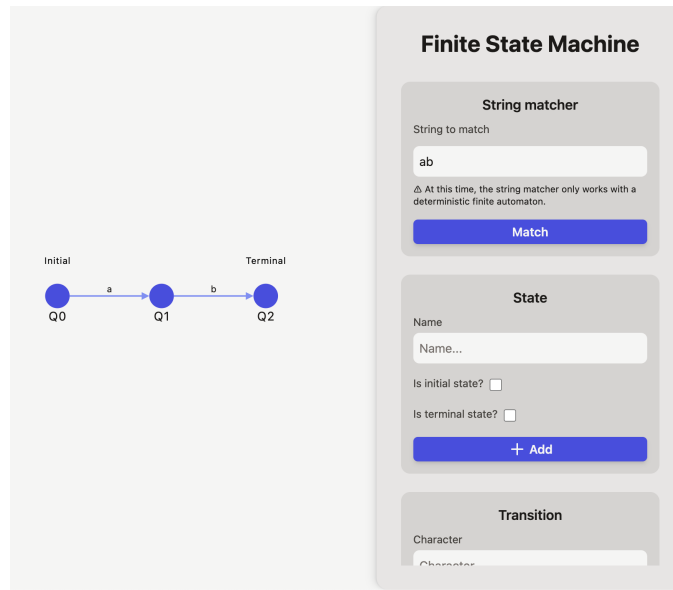 Finite State Machine
String matcher
String to match
ab
⚠ At this time, the string matcher only works with a
deterministic finite automaton.
Match
Initial
Terminal
a
b
Q0
Q1
Q2
State
Name
Name...
Is initial state?
Is terminal state?
+ Add
Transition
Character
Character